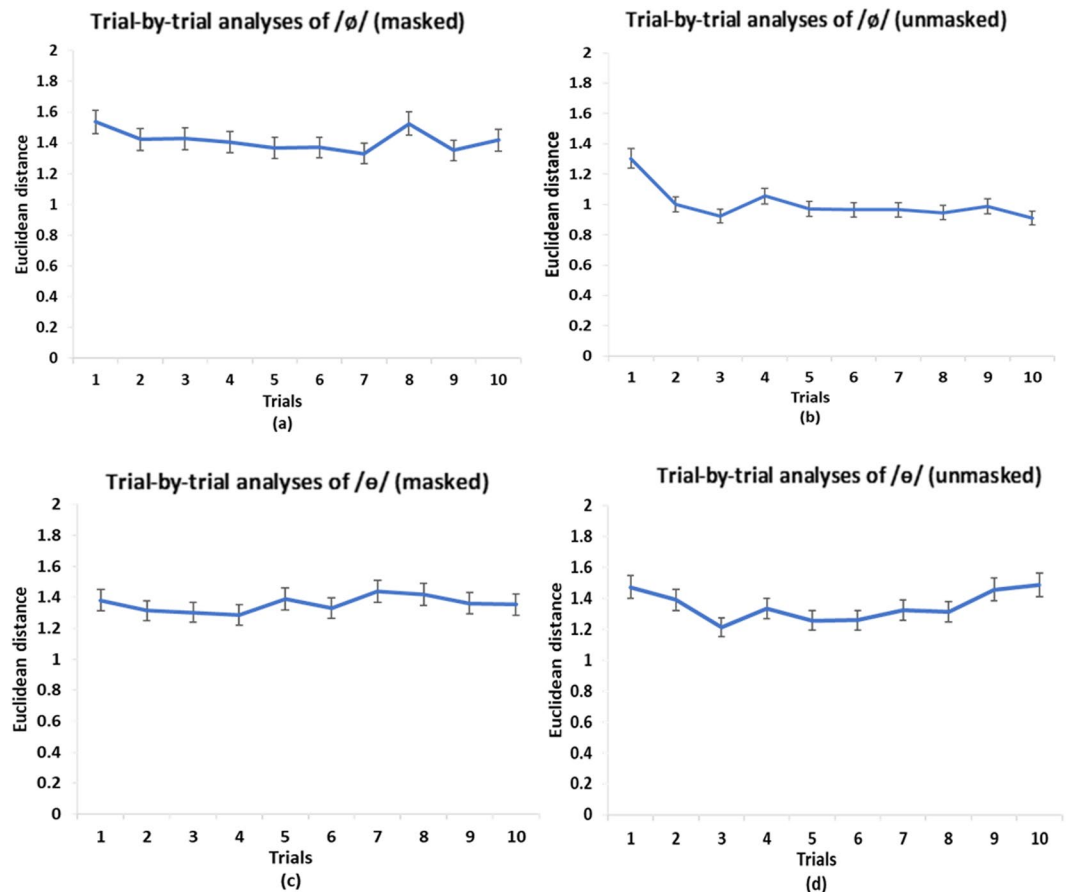 Trial-by-trial analyses of /ø/ (masked)
2
1.8
1.6
1.4
1.2
1
0.8
0.6
0.4
0.2
0
Euclidean distance
1 2 3 4 5 6 7 8 9 10
Trials
(a)
Trial-by-trial analyses of /ø/ (unmasked)
2
1.8
1.6
1.4
1.2
1
0.8
0.6
0.4
0.2
0
Euclidean distance
1 2 3 4 5 6 7 8 9 10
Trials
(b)
Trial-by-trial analyses of /ɵ/ (masked)
2
1.8
1.6
1.4
1.2
1
0.8
0.6
0.4
0.2
0
Euclidean distance
1 2 3 4 5 6 7 8 9 10
Trials
(c)
Trial-by-trial analyses of /ɵ/ (unmasked)
2
1.8
1.6
1.4
1.2
1
0.8
0.6
0.4
0.2
0
Euclidean distance
1 2 3 4 5 6 7 8 9 10
Trials
(d)